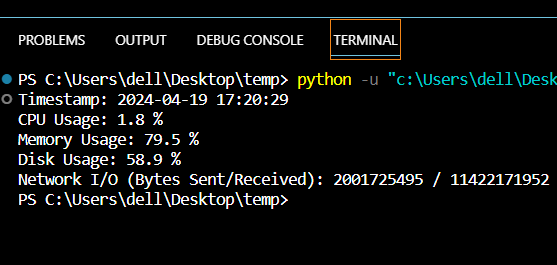 PROBLEMS OUTPUT DEBUG CONSOLE TERMINAL
PS C:\Users\dell\Desktop\temp> python -u "c:\Users\dell\Desk
Timestamp: 2024-04-19 17:20:29
CPU Usage: 1.8 %
Memory Usage: 79.5 %
Disk Usage: 58.9 %
Network I/O (Bytes Sent/Received): 2001725495 / 11422171952
PS C:\Users\dell\Desktop\temp>